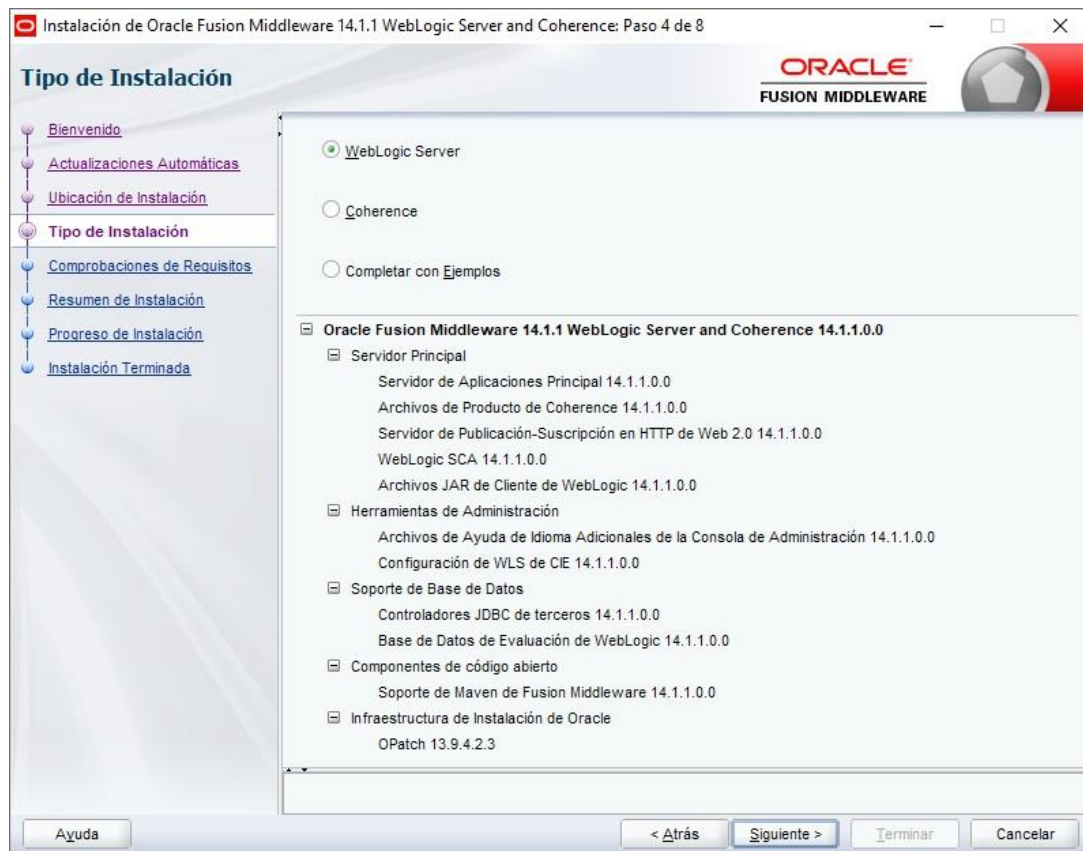 Instalación de Oracle Fusion Middleware 14.1.1 WebLogic Server and Coherence: Paso 4 de 8
Tipo de Instalación
ORACLE
FUSION MIDDLEWARE
Bienvenido
Actualizaciones Automáticas
Ubicación de Instalación
Tipo de Instalación
Comprobaciones de Requisitos
Resumen de Instalación
Progreso de Instalación
Instalación Terminada
WebLogic Server
Coherence
Completar con Ejemplos
Oracle Fusion Middleware 14.1.1 WebLogic Server and Coherence 14.1.1.0.0
Servidor Principal
Servidor de Aplicaciones Principal 14.1.1.0.0
Archivos de Producto de Coherence 14.1.1.0.0
Servidor de Publicación-Suscripción en HTTP de Web 2.0 14.1.1.0.0
WebLogic SCA 14.1.1.0.0
Archivos JAR de Cliente de WebLogic 14.1.1.0.0
Herramientas de Administración
Archivos de Ayuda de Idioma Adicionales de la Consola de Administración 14.1.1.0.0
Configuración de WLS de CIE 14.1.1.0.0
Soporte de Base de Datos
Controladores JDBC de terceros 14.1.1.0.0
Base de Datos de Evaluación de WebLogic 14.1.1.0.0
Componentes de código abierto
Soporte de Maven de Fusion Middleware 14.1.1.0.0
Infraestructura de Instalación de Oracle
OPatch 13.9.4.2.3
Ayuda
< Atrás
Siguiente >
Terminar
Cancelar